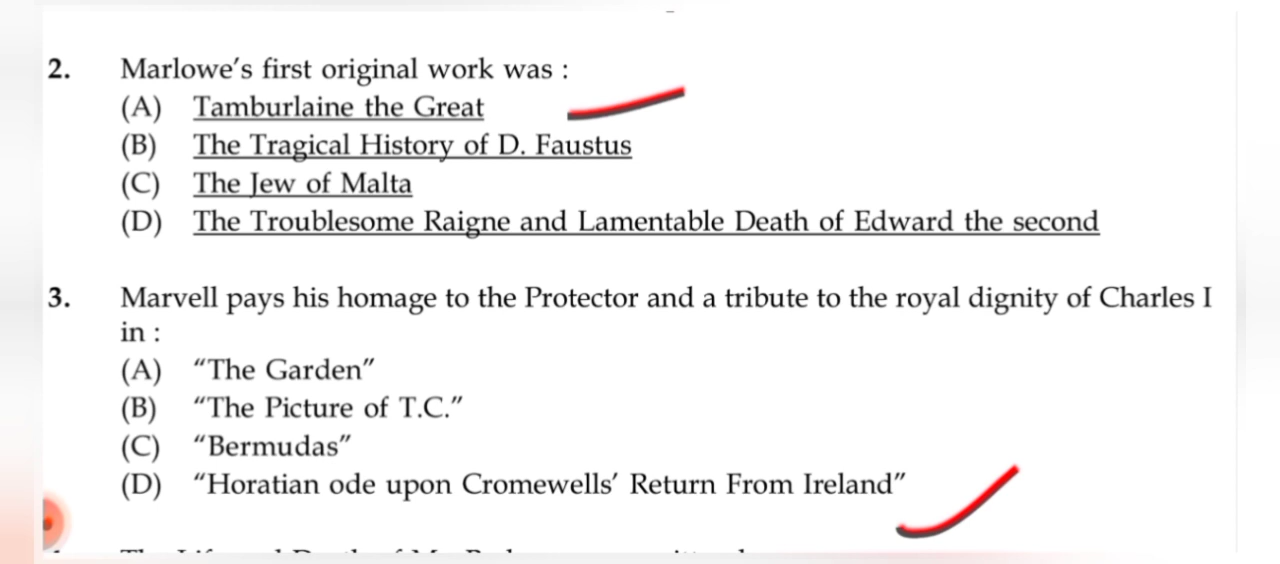 2. Marlowe's first original work was :
(A) Tamburlaine the Great
(B) The Tragical History of D. Faustus
(C) The Jew of Malta
(D) The Troublesome Raigne and Lamentable Death of Edward the second
3. Marvell pays his homage to the Protector and a tribute to the royal dignity of Charles I
in :
(A) "The Garden"
(B) "The Picture of T.C."
(C) "Bermudas"
(D) "Horatian ode upon Cromewells' Return From Ireland"